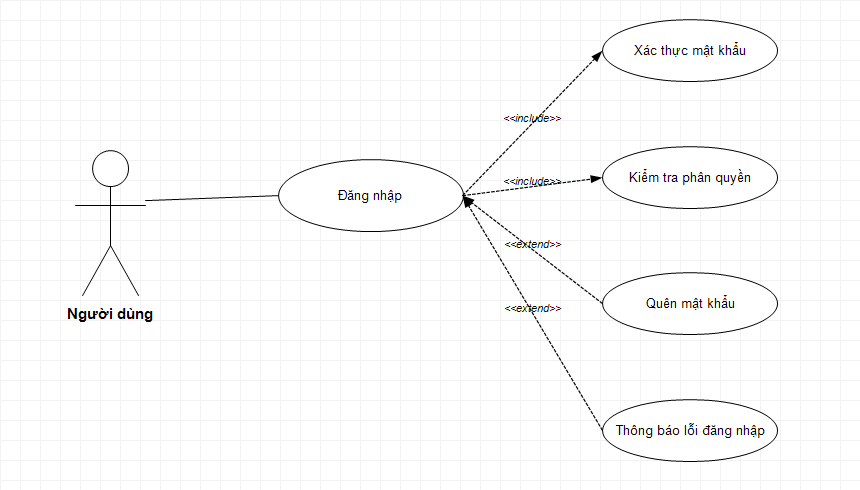 Xác thực mật khẩu
<<include>>
Kiểm tra phân quyền
<<include>>
Đăng nhập
<<extend>>
Quên mật khẩu
<<extend>>
Người dùng
Thông báo lỗi đăng nhập